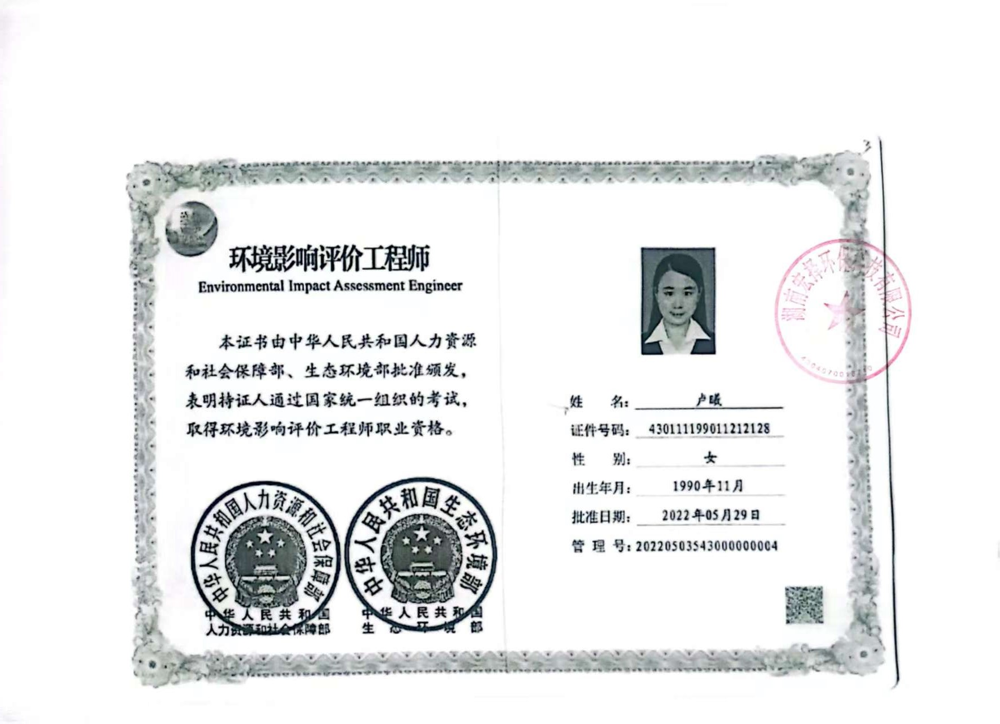 3
环境影响评价工程师
Environmental Impact Assessment Engineer
本证书由中华人民共和国人力资源
和社会保障部、生态环境部批准颁发，
表明持证人通过国家统一组织的考试，
取得环境影响评价工程师职业资格。
中华人民共和国人力资源和社会保障部
中华人民共和国
人力资源和社会保障部
中华人民共和国生态环境部
中华人民共和国
生态环境部
湖南宏择环保科技有限公司
姓名：卢曦
证件号码：430111199011212128
性别：女
出生年月：1990年11月
批准日期：2022年05月29日
管理号：20220503543000000004